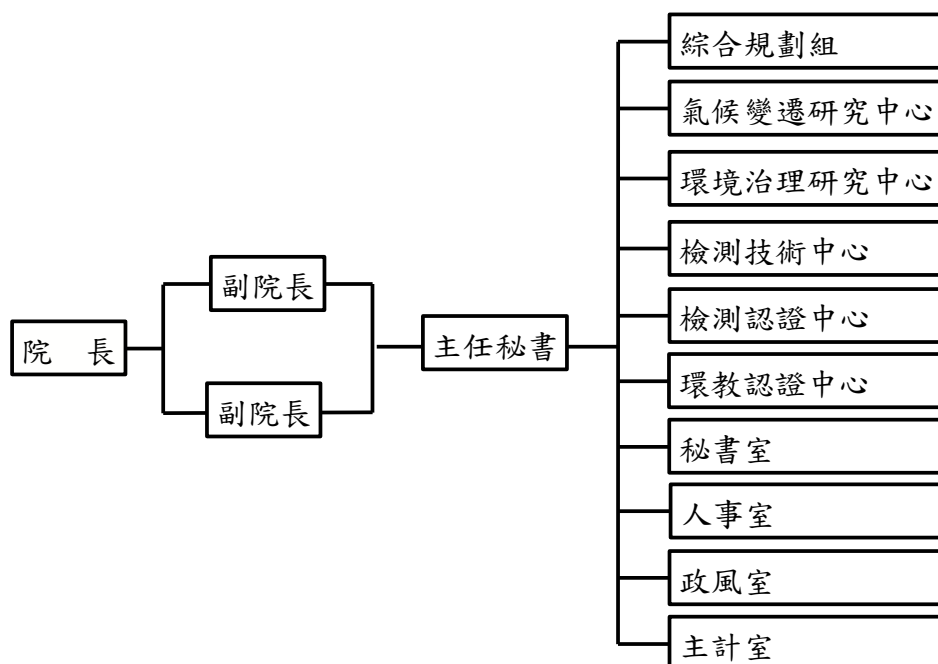 院　長
副院長
副院長
主任秘書
綜合規劃組
氣候變遷研究中心
環境治理研究中心
檢測技術中心
檢測認證中心
環教認證中心
秘書室
人事室
政風室
主計室